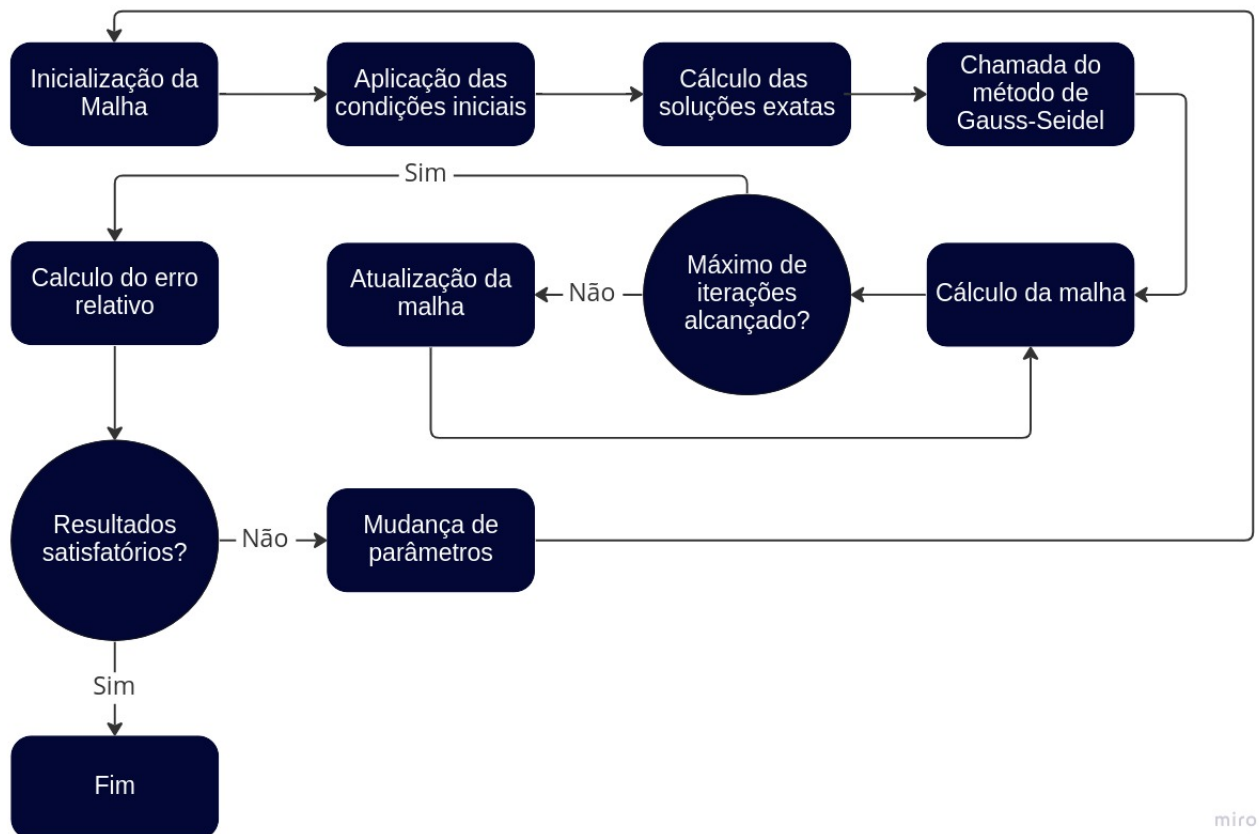 Inicialização da
Malha
Aplicação das
condições iniciais
Cálculo das
soluções exatas
Chamada do
método de
Gauss-Seidel
Sim
Calculo do erro
relativo
Atualização da
malha
Não
Máximo de
iterações
alcançado?
Cálculo da malha
Resultados
satisfatórios?
Não
Mudança de
parâmetros
Sim
Fim
miro